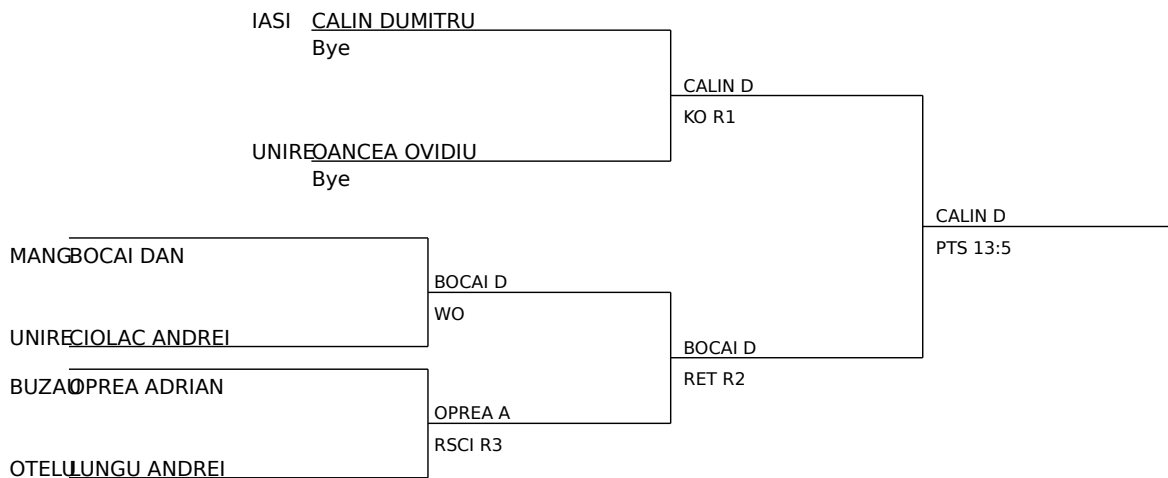 IASI CALIN DUMITRU
Bye
CALIN D
KO R1
UNIRE OANCEA OVIDIU
Bye
CALIN D
PTS 13:5
MANG BOCAI DAN
BOCAI D
WO
UNIRE CIOLAC ANDREI
BOCAI D
RET R2
BUZAU OPREA ADRIAN
OPREA A
RSCI R3
OTELU LUNGU ANDREI